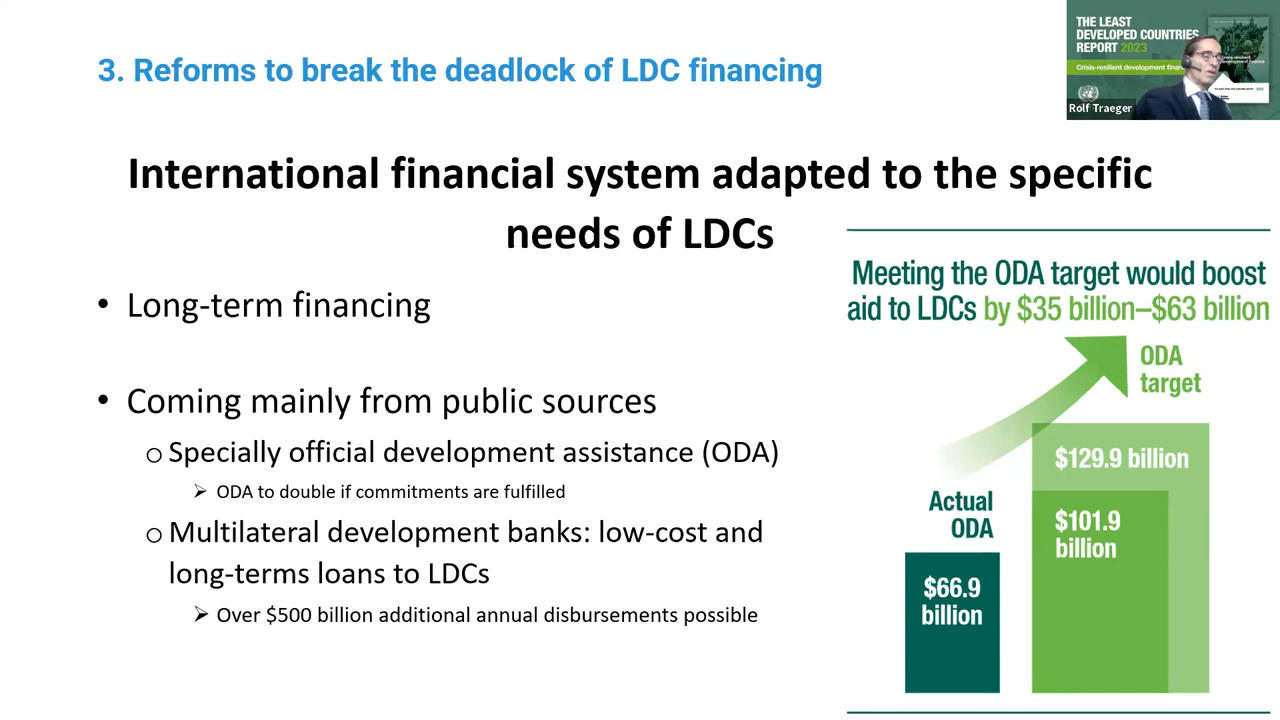 3. Reforms to break the deadlock of LDC financing
THE LEAST
DEVELOPED COUNTRIES
REPORT 2023
Crisis-resilient development
Rolf Traeger
International financial system adapted to the specific
needs of LDCs
• Long-term financing
• Coming mainly from public sources
o Specially official development assistance (ODA)
➢ ODA to double if commitments are fulfilled
o Multilateral development banks: low-cost and
long-terms loans to LDCs
➢ Over $500 billion additional annual disbursements possible
Meeting the ODA target would boost
aid to LDCs by $35 billion–$63 billion
ODA
target
$129.9 billion
$101.9
billion
Actual
ODA
$66.9
billion